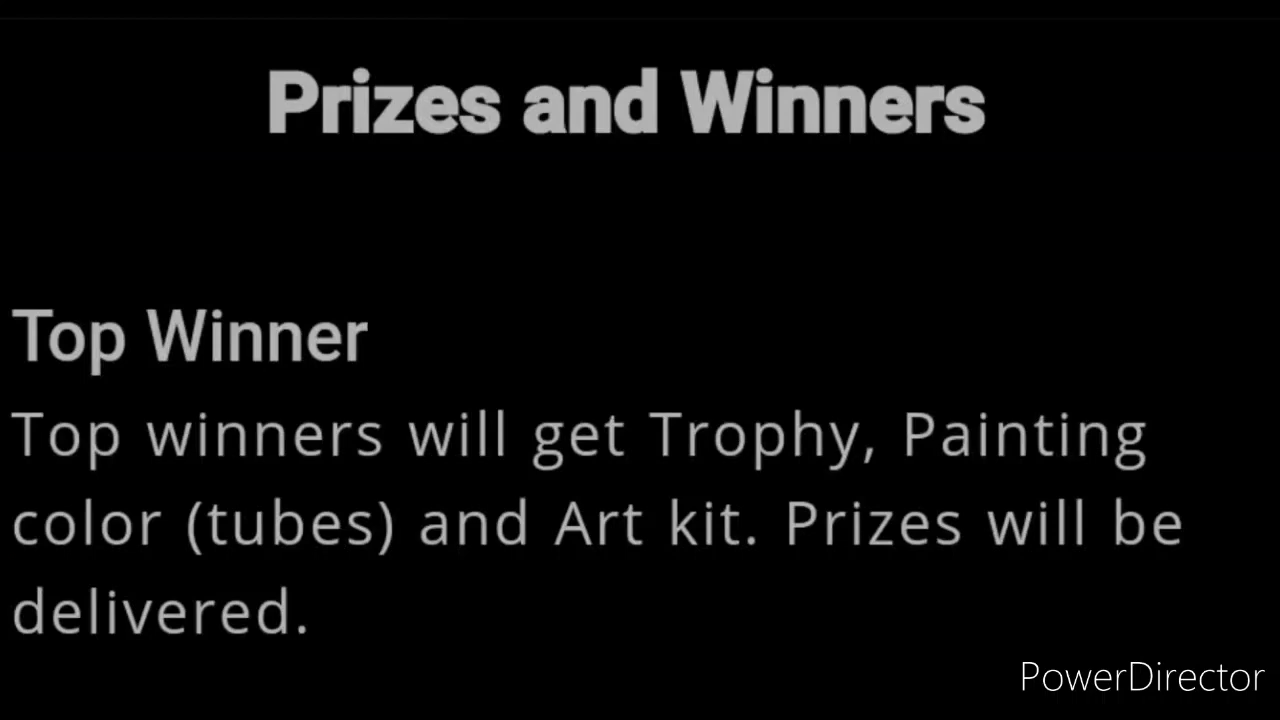 Prizes and Winners
Top Winner
Top winners will get Trophy, Painting
color (tubes) and Art kit. Prizes will be
delivered.
PowerDirector